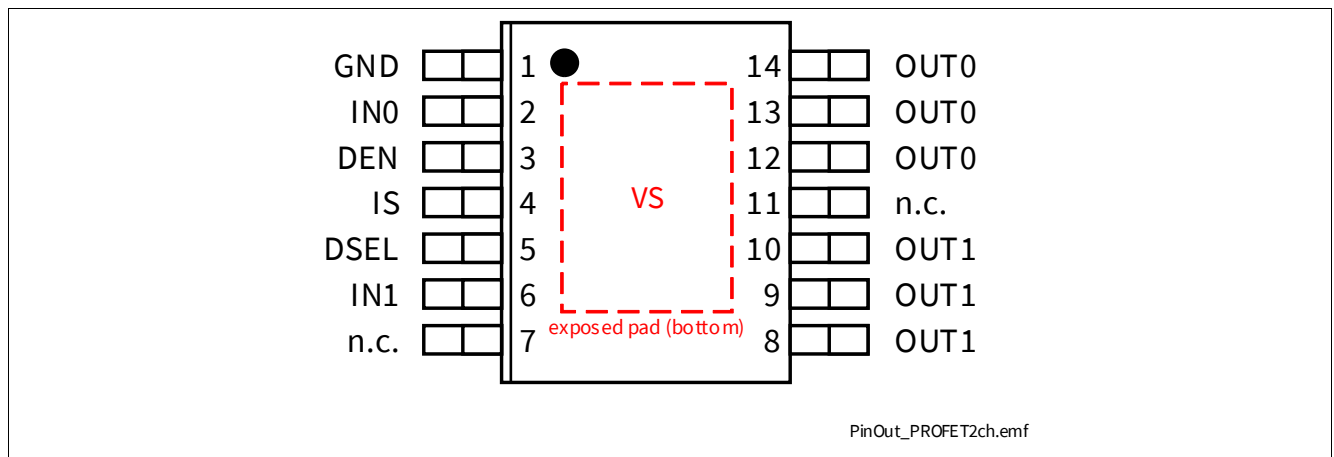 GND 1 14 OUT0
IN0 2 13 OUT0
DEN 3 12 OUT0
IS 4 VS 11 n.c.
DSEL 5 10 OUT1
IN1 6 9 OUT1
exposed pad (bottom)
n.c. 7 8 OUT1
PinOut_PROFET2ch.emf